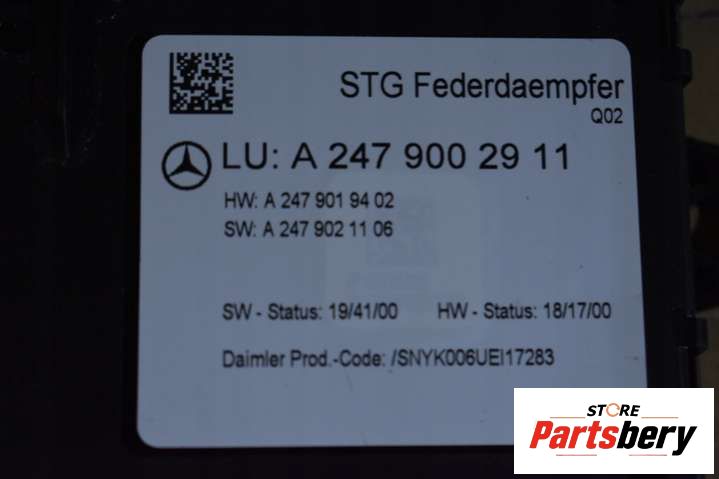 STG Federdaempfer
Q02
LU: A 247 900 29 11
HW: A 247 901 94 02
SW: A 247 902 11 06
SW - Status: 19/41/00 HW - Status: 18/17/00
Daimler Prod.-Code: /SNYK006UEI17283
STORE
Partsbery